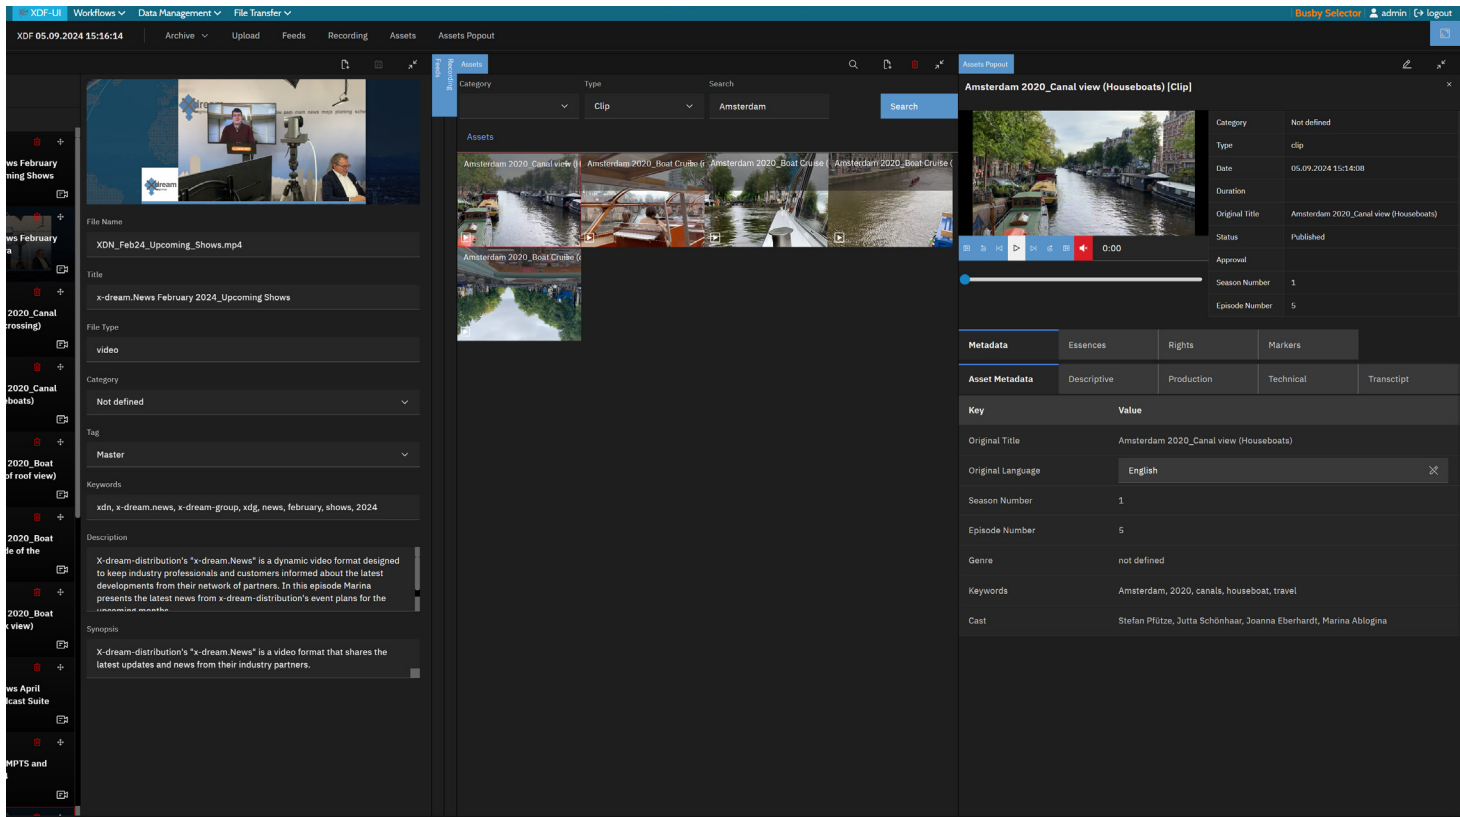 XDF-UI Workflows Data Management File Transfer Busby Selector admin logout
XDF 05.09.2024 15:16:14 Archive Upload Feeds Recording Assets Assets Popout
ws February
ming Shows
ws February
a
2020_Canal
crossing)
2020_Canal
eboats)
2020_Boat
of roof view)
2020_Boat
de of the
2020_Boat
k view)
ws April
dcast Suite
MPTS and
File Name
XDN_Feb24_Upcoming_Shows.mp4
Title
x-dream.News February 2024_Upcoming Shows
File Type
video
Category
Not defined
Tag
Master
Keywords
xdn, x-dream.news, x-dream-group, xdg, news, february, shows, 2024
Description
X-dream-distribution's "x-dream.News" is a dynamic video format designed
to keep industry professionals and customers informed about the latest
developments from their network of partners. In this episode Marina
presents the latest news from x-dream-distribution's event plans for the
upcoming months.
Synopsis
X-dream-distribution's "x-dream.News" is a video format that shares the
latest updates and news from their industry partners.
Feeds
Recording
Assets
Category Type Search
Clip Amsterdam Search
Assets
Amsterdam 2020_Canal view (H Amsterdam 2020_Boat Cruise (r Amsterdam 2020_Boat Cruise ( Amsterdam 2020_Boat Cruise (
Amsterdam 2020_Boat Cruise (c
Assets Popout
Amsterdam 2020_Canal view (Houseboats) [Clip]
Category Not defined
Type clip
Date 05.09.2024 15:14:08
Duration
Original Title Amsterdam 2020_Canal view (Houseboats)
Status Published
Approval
Season Number 1
Episode Number 5
0:00
Metadata Essences Rights Markers
Asset Metadata Descriptive Production Technical Transctipt
Key Value
Original Title Amsterdam 2020_Canal view (Houseboats)
Original Language English
Season Number 1
Episode Number 5
Genre not defined
Keywords Amsterdam, 2020, canals, houseboat, travel
Cast Stefan Pfütze, Jutta Schönhaar, Joanna Eberhardt, Marina Ablogina